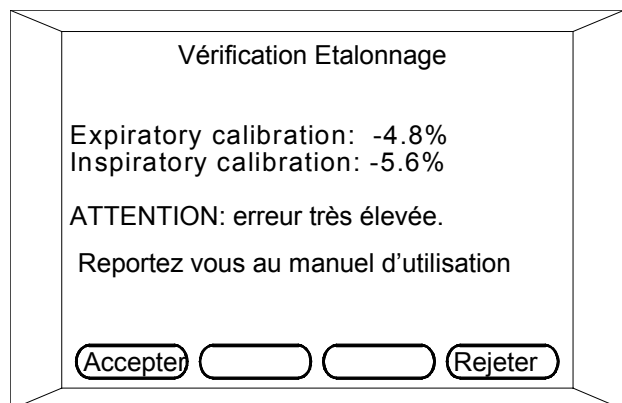 Vérification Etalonnage
Expiratory calibration: -4.8%
Inspiratory calibration: -5.6%
ATTENTION: erreur très élevée.
Reportez vous au manuel d'utilisation
Accepter Rejeter